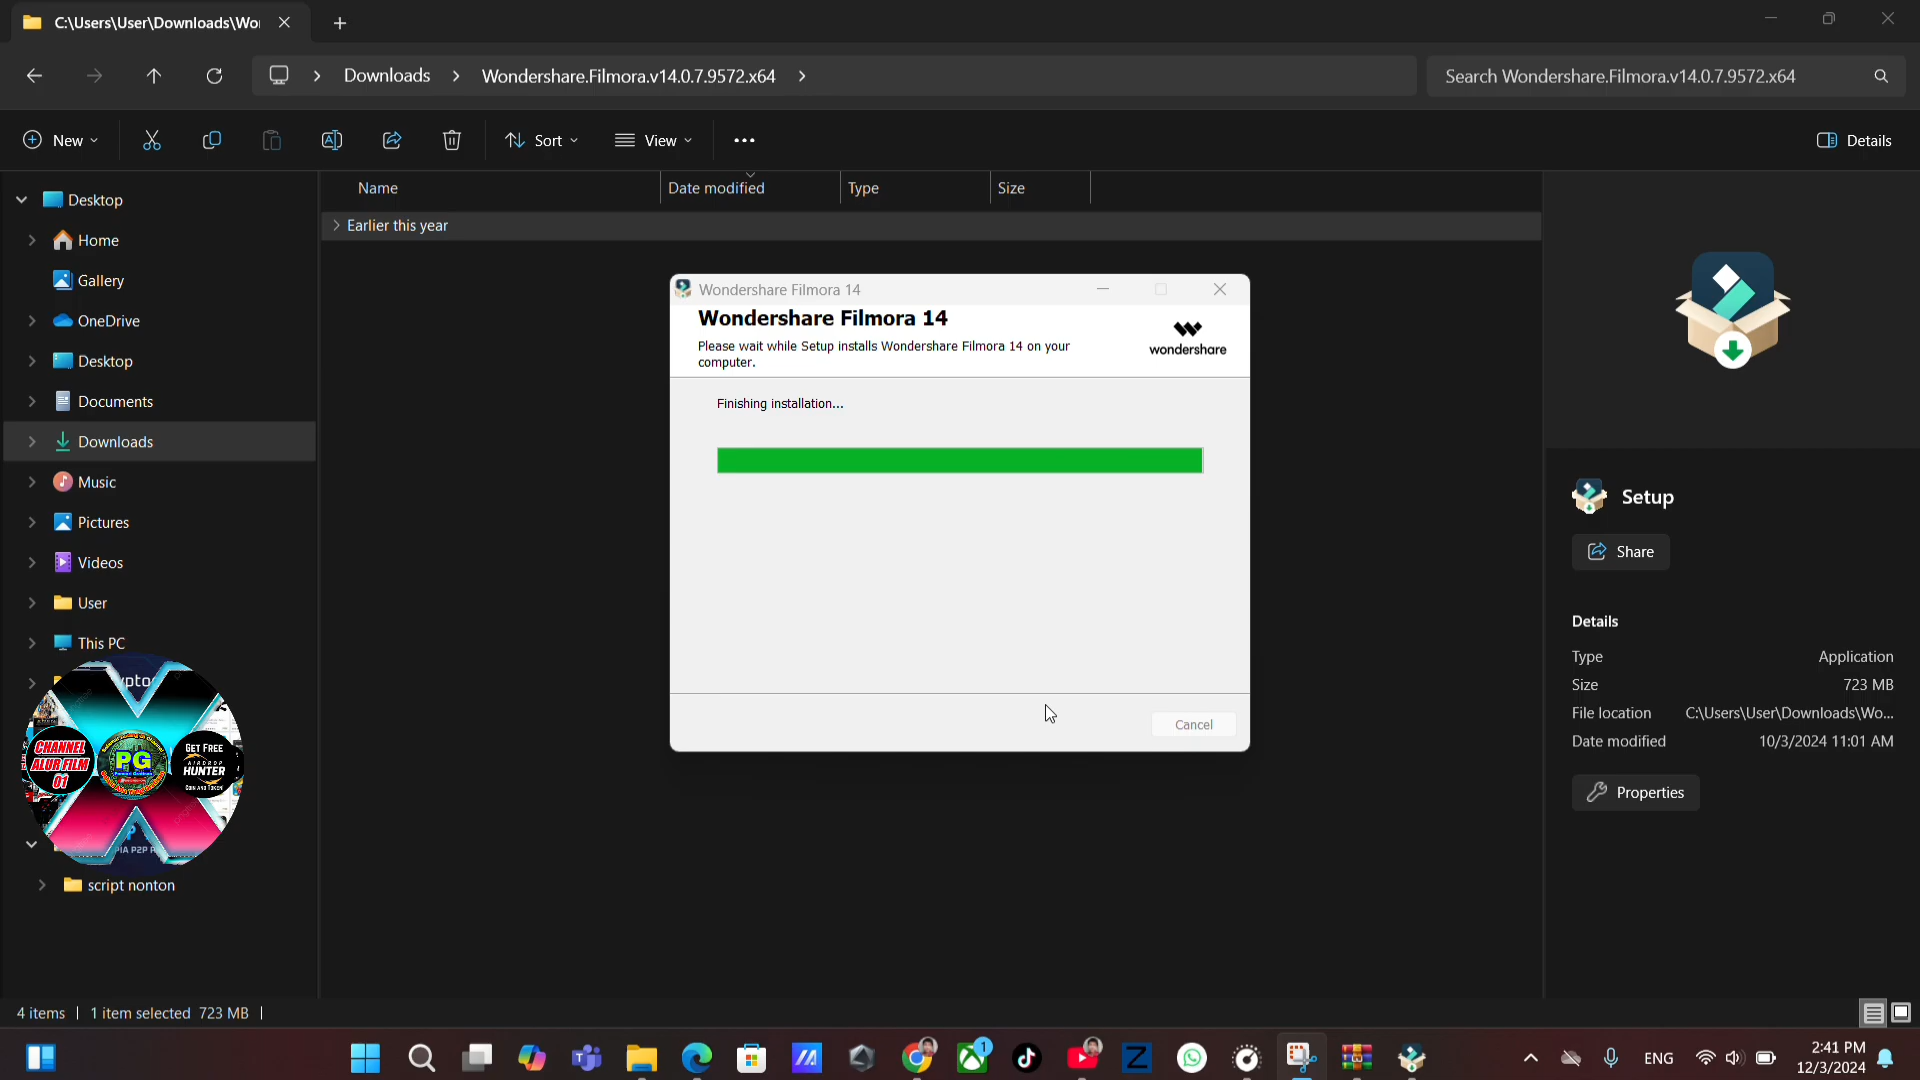 C:\Users\User\Downloads\Wo
Downloads
Wondershare.Filmora.v14.0.7.9572.x64
Search Wondershare.Filmora.v14.0.7.9572.x64
New
Sort
View
Details
Desktop
Home
Gallery
OneDrive
Desktop
Documents
Downloads
Music
Pictures
Videos
User
This PC
script nonton
Name
Date modified
Type
Size
Earlier this year
Wondershare Filmora 14
Wondershare Filmora 14
Please wait while Setup installs Wondershare Filmora 14 on your
computer.
wondershare
Finishing installation...
Cancel
Setup
Share
Details
Type Application
Size 723 MB
File location C:\Users\User\Downloads\Wo...
Date modified 10/3/2024 11:01 AM
Properties
CHANNEL
ALUR FILM
01
PG
GET FREE
AIRDROP
HUNTER
COIN AND TOKEN
4 items
1 item selected 723 MB
1
ENG
2:41 PM
12/3/2024